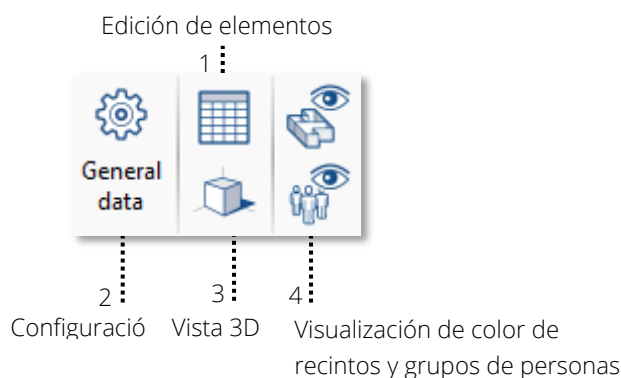 Edición de elementos
1
General
data
2
3
4
Configuració
Vista 3D
Visualización de color de
recintos y grupos de personas